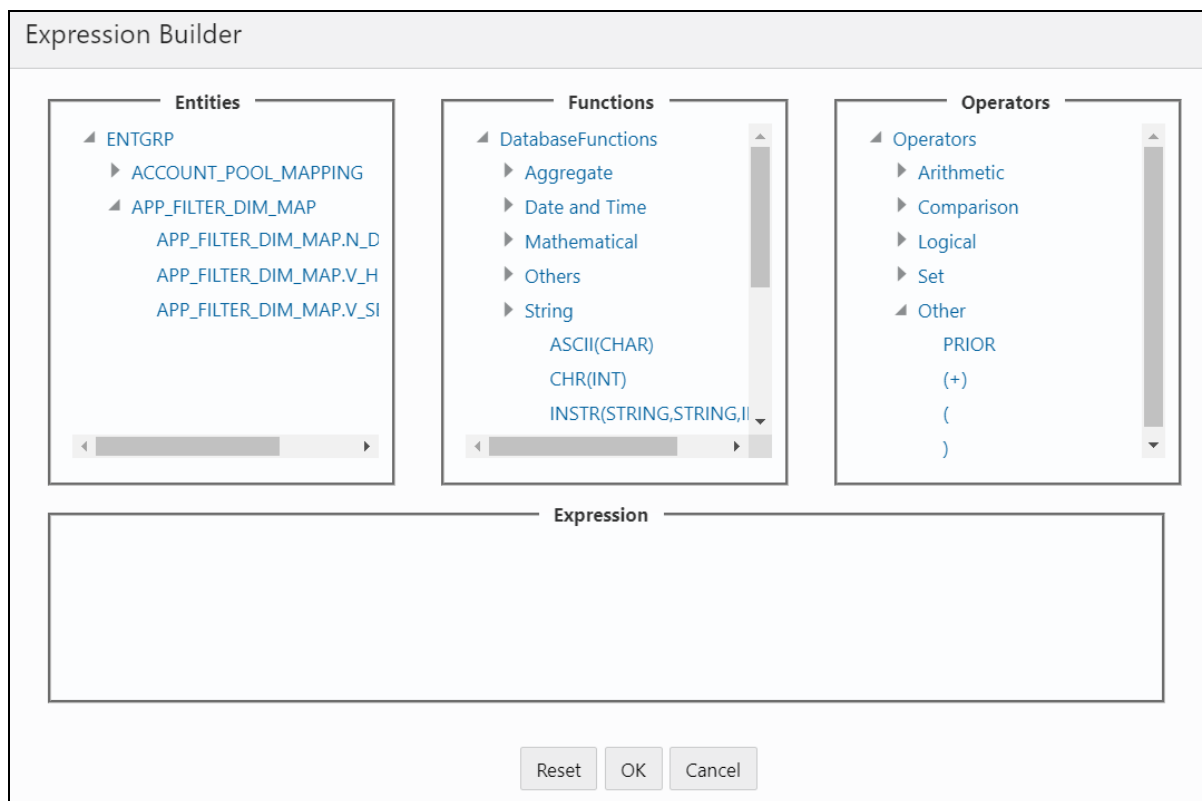 Expression Builder
Entities
ENTGRP
ACCOUNT_POOL_MAPPING
APP_FILTER_DIM_MAP
APP_FILTER_DIM_MAP.N_D
APP_FILTER_DIM_MAP.V_H
APP_FILTER_DIM_MAP.V_SI
Functions
DatabaseFunctions
Aggregate
Date and Time
Mathematical
Others
String
ASCII(CHAR)
CHR(INT)
INSTR(STRING,STRING,II
Operators
Operators
Arithmetic
Comparison
Logical
Set
Other
PRIOR
(+)
(
)
Expression
Reset OK Cancel